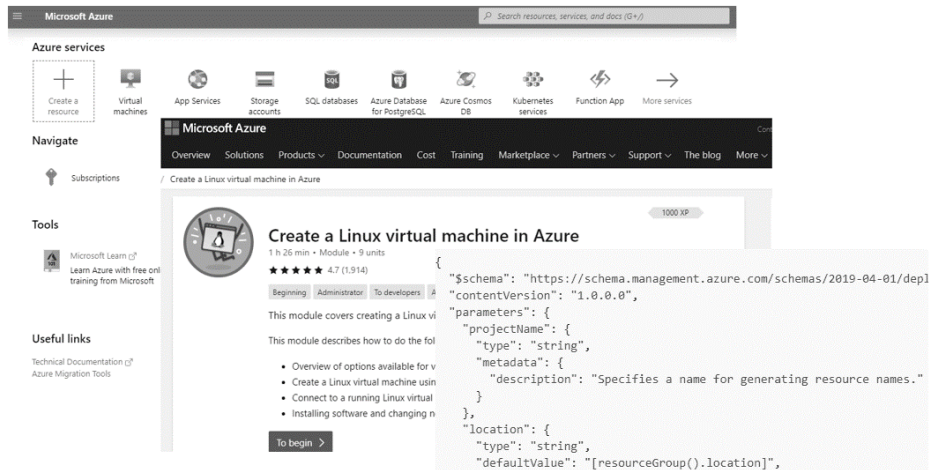 Microsoft Azure
Search resources, services, and docs (G+/)
Azure services
Create a resource
Virtual machines
App Services
Storage accounts
SQL databases
Azure Database for PostgreSQL
Azure Cosmos DB
Kubernetes services
Function App
More services
Navigate
Subscriptions
Tools
Microsoft Learn
Learn Azure with free onl
training from Microsoft
Useful links
Technical Documentation
Azure Migration Tools
Microsoft Azure
Cont
Overview Solutions Products Documentation Cost Training Marketplace Partners Support The blog More
/ Create a Linux virtual machine in Azure
1000 XP
Create a Linux virtual machine in Azure
1 h 26 min • Module • 9 units
4.7 (1.914)
Beginning Administrator To developers A
This module covers creating a Linux vi
This module describes how to do the fol
• Overview of options available for v
• Create a Linux virtual machine usin
• Connect to a running Linux virtual
• Installing software and changing n
To begin >
{
"$schema": "https://schema.management.azure.com/schemas/2019-04-01/depl
"contentVersion": "1.0.0.0",
"parameters": {
"projectName": {
"type": "string",
"metadata": {
"description": "Specifies a name for generating resource names."
}
},
"location": {
"type": "string",
"defaultValue": "[resourceGroup().location]",